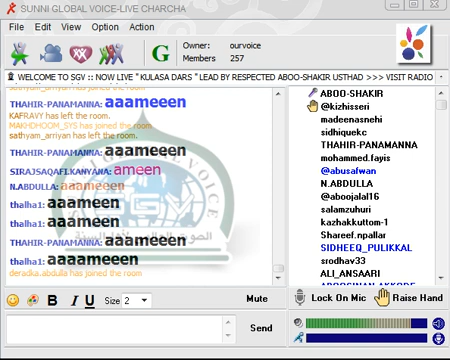 SUNNI GLOBAL VOICE-LIVE CHARCHA
File Edit View Option Action
G Owner: ourvoice
Members 257
WELCOME TO SGV :: NOW LIVE " KULASA DARS " LEAD BY RESPECTED ABOO-SHAKIR USTHAD >>> VISIT RADIO
THAHIR-PANAMANNA: aaameeen
KAFRAVY has left the room.
MAKHDHOOM_SYS has joined the room.
sathyam_arriyan has left the room.
THAHIR-PANAMANNA: aaameeen
SIRAJSAQAFI.KANYANA: ameen
N.ABDULLA: aaameeen
thalha1: aaameeen
thalha1: aaameeen
THAHIR-PANAMANNA: aaameeen
thalha1: aaaameeen
deradka.abdulla has joined the room
ABOO-SHAKIR
@kizhisseri
madeenasnehi
sidhiquekc
THAHIR-PANAMANNA
mohammed.fayis
@abusafwan
N.ABDULLA
@aboojalal16
salamzuhuri
kazhakkuttom-1
Shareef.npallar
SIDHEEQ_PULIKKAL
srodhav33
ALI_ANSAARI
B I U Size 2 Mute
Lock On Mic Raise Hand
Send